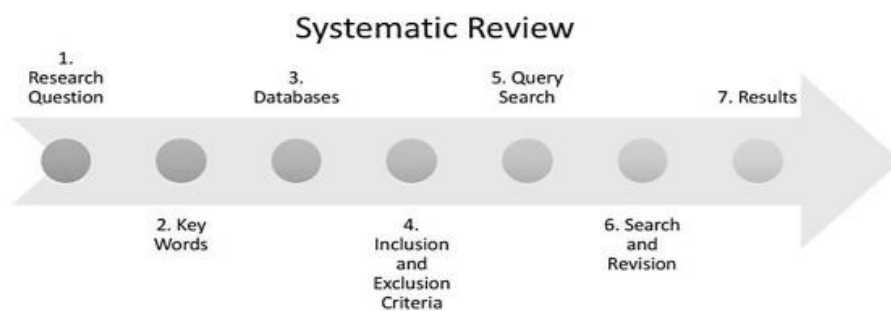 Systematic Review
1.
Research
Question
2. Key
Words
3.
Databases
4.
Inclusion
and
Exclusion
Criteria
5. Query
Search
6. Search
and
Revision
7. Results